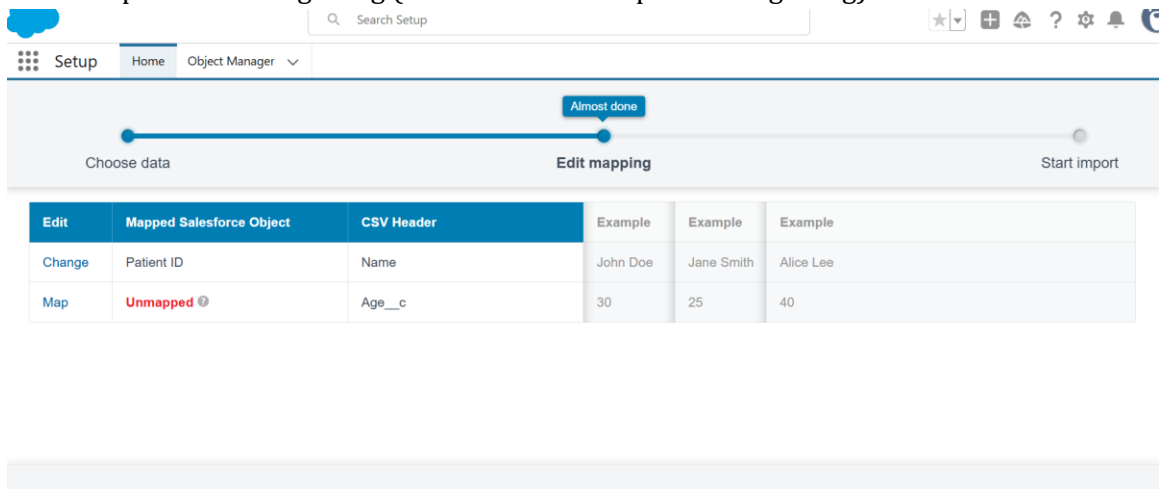 Search Setup
Setup Home Object Manager
Almost done
Choose data Edit mapping Start import
Edit Mapped Salesforce Object CSV Header Example Example Example
Change Patient ID Name John Doe Jane Smith Alice Lee
Map Unmapped ? Age__c 30 25 40